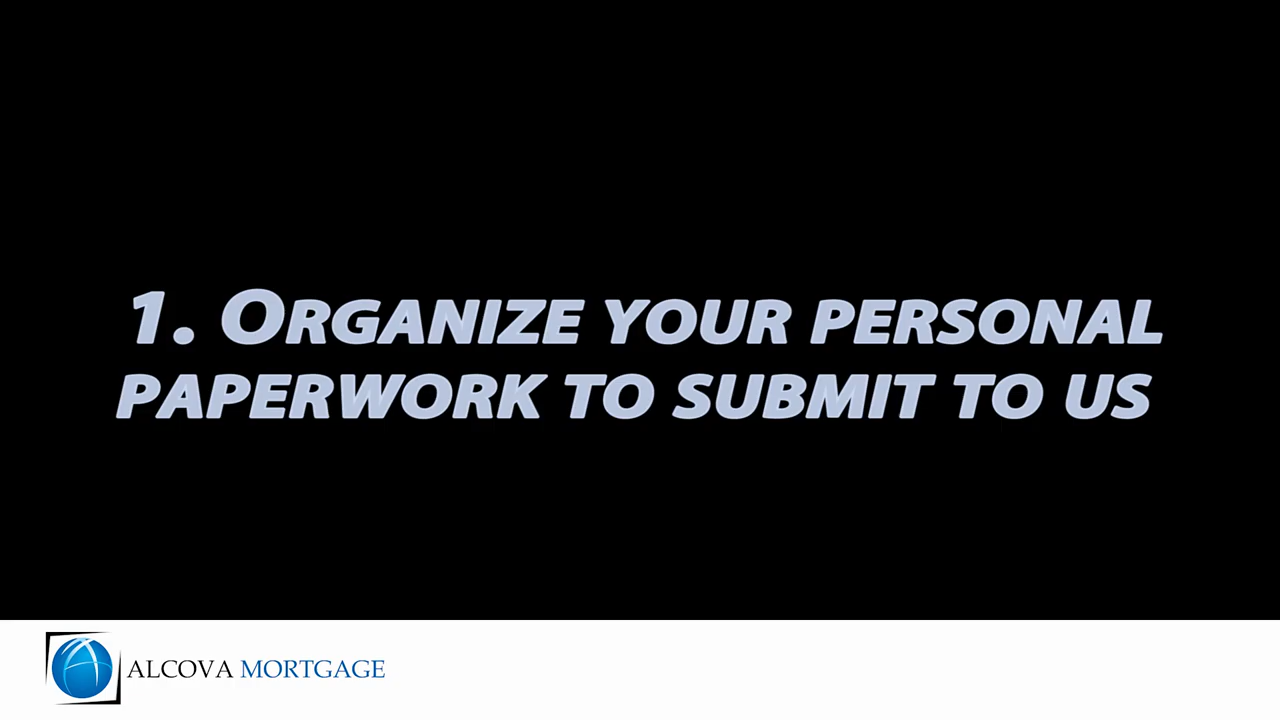 1. ORGANIZE YOUR PERSONAL
PAPERWORK TO SUBMIT TO US
ALCOVA MORTGAGE